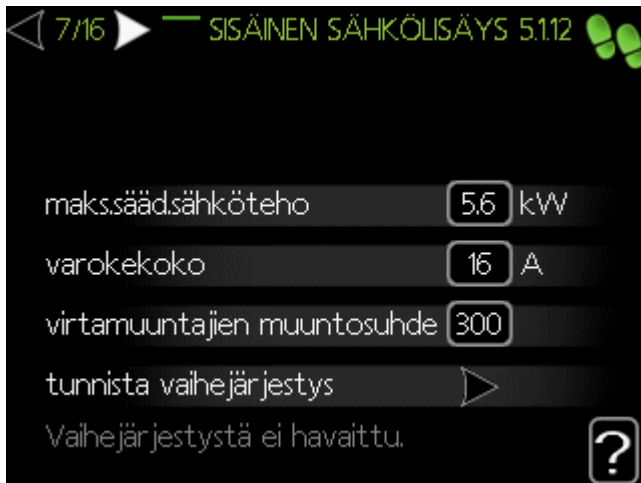 7/16 SISÄINEN SÄHKÖLISÄYS 5.1.12
maks.sääd.sähköteho 5.6 kW
varokekoko 16 A
virtamuuntajien muuntosuhde 300
tunnista vaihejärjestys
Vaihejärjestystä ei havaittu.
?